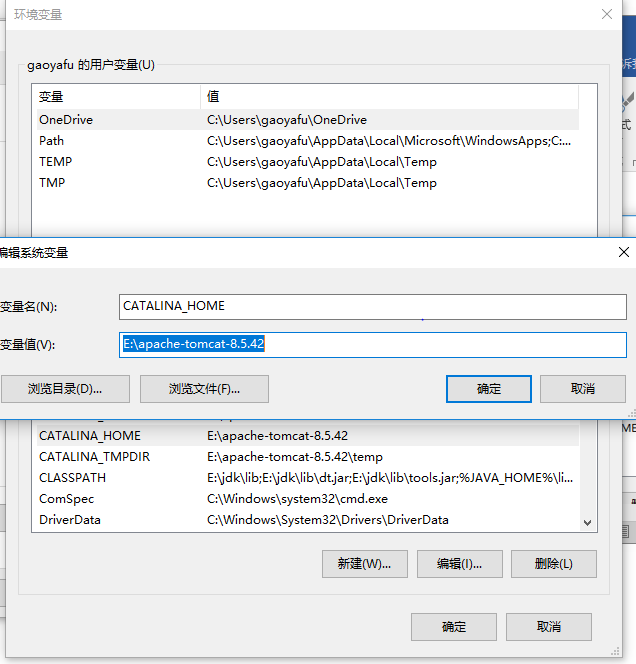 环境变量
gaoyafu 的用户变量(U)
变量 值
OneDrive C:\Users\gaoyafu\OneDrive
Path C:\Users\gaoyafu\AppData\Local\Microsoft\WindowsApps;C:...
TEMP C:\Users\gaoyafu\AppData\Local\Temp
TMP C:\Users\gaoyafu\AppData\Local\Temp
编辑系统变量
变量名(N): CATALINA_HOME
变量值(V): E:\apache-tomcat-8.5.42
浏览目录(D)... 浏览文件(F)... 确定 取消
CATALINA_HOME E:\apache-tomcat-8.5.42
CATALINA_TMPDIR E:\apache-tomcat-8.5.42\temp
CLASSPATH E:\jdk\lib;E:\jdk\lib\dt.jar;E:\jdk\lib\tools.jar;%JAVA_HOME%\li...
ComSpec C:\Windows\system32\cmd.exe
DriverData C:\Windows\System32\Drivers\DriverData
新建(W)... 编辑(I)... 删除(L)
确定 取消